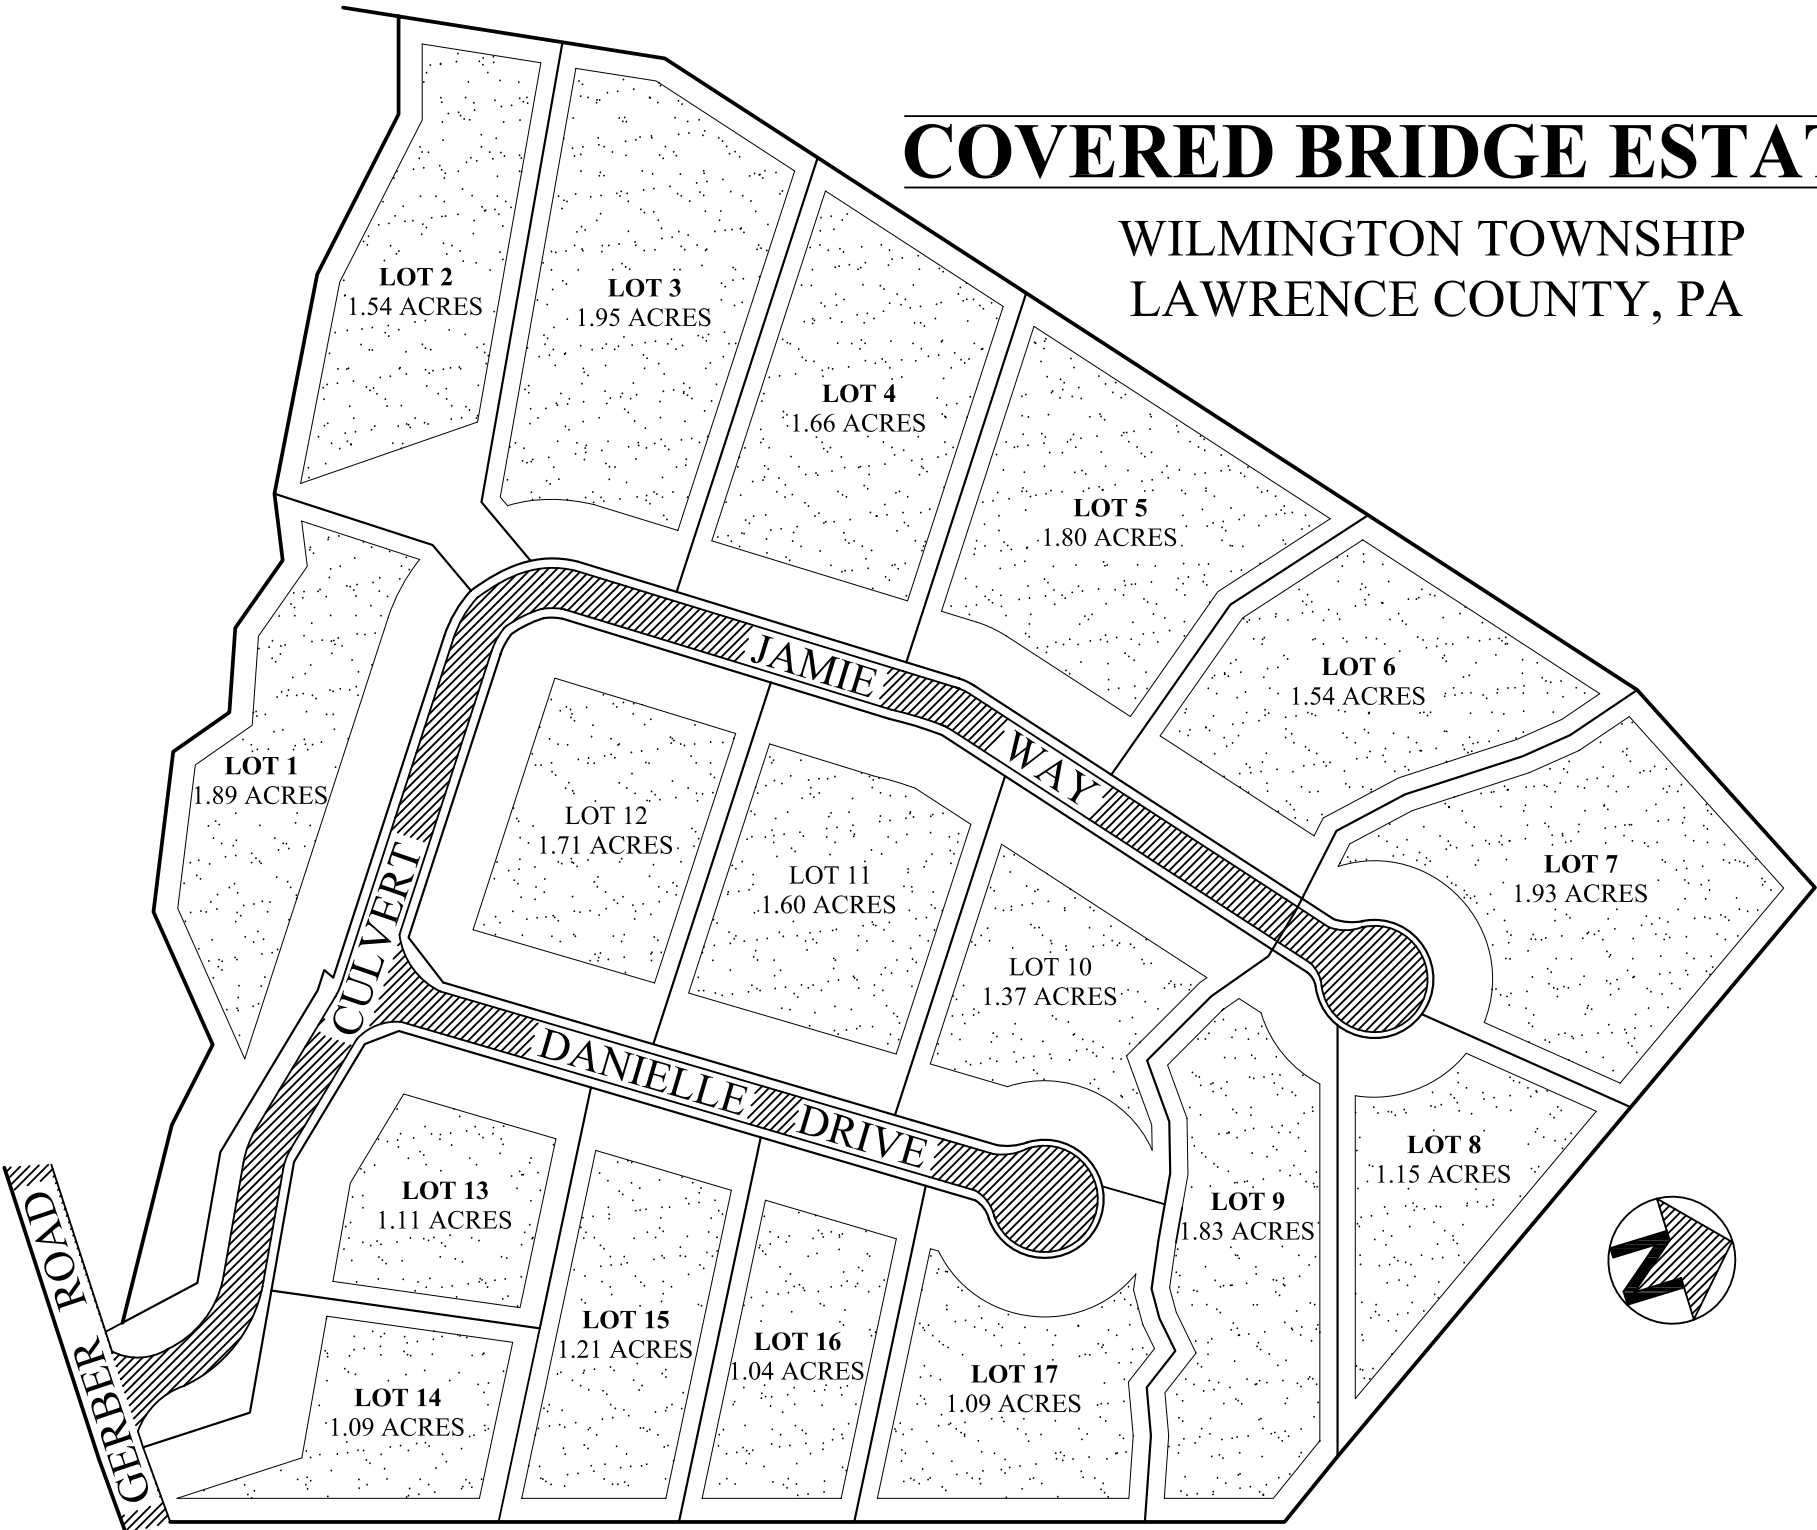 COVERED BRIDGE ESTAT
WILMINGTON TOWNSHIP
LAWRENCE COUNTY, PA
LOT 2
1.54 ACRES
LOT 3
1.95 ACRES
LOT 4
1.66 ACRES
LOT 5
1.80 ACRES
LOT 6
1.54 ACRES
LOT 1
1.89 ACRES
JAMIE WAY
LOT 12
1.71 ACRES
LOT 11
1.60 ACRES
LOT 7
1.93 ACRES
CULVERT
LOT 10
1.37 ACRES
DANIELLE DRIVE
LOT 8
1.15 ACRES
LOT 13
1.11 ACRES
LOT 9
1.83 ACRES
GERBER ROAD
LOT 15
1.21 ACRES
LOT 16
1.04 ACRES
LOT 17
1.09 ACRES
LOT 14
1.09 ACRES
N